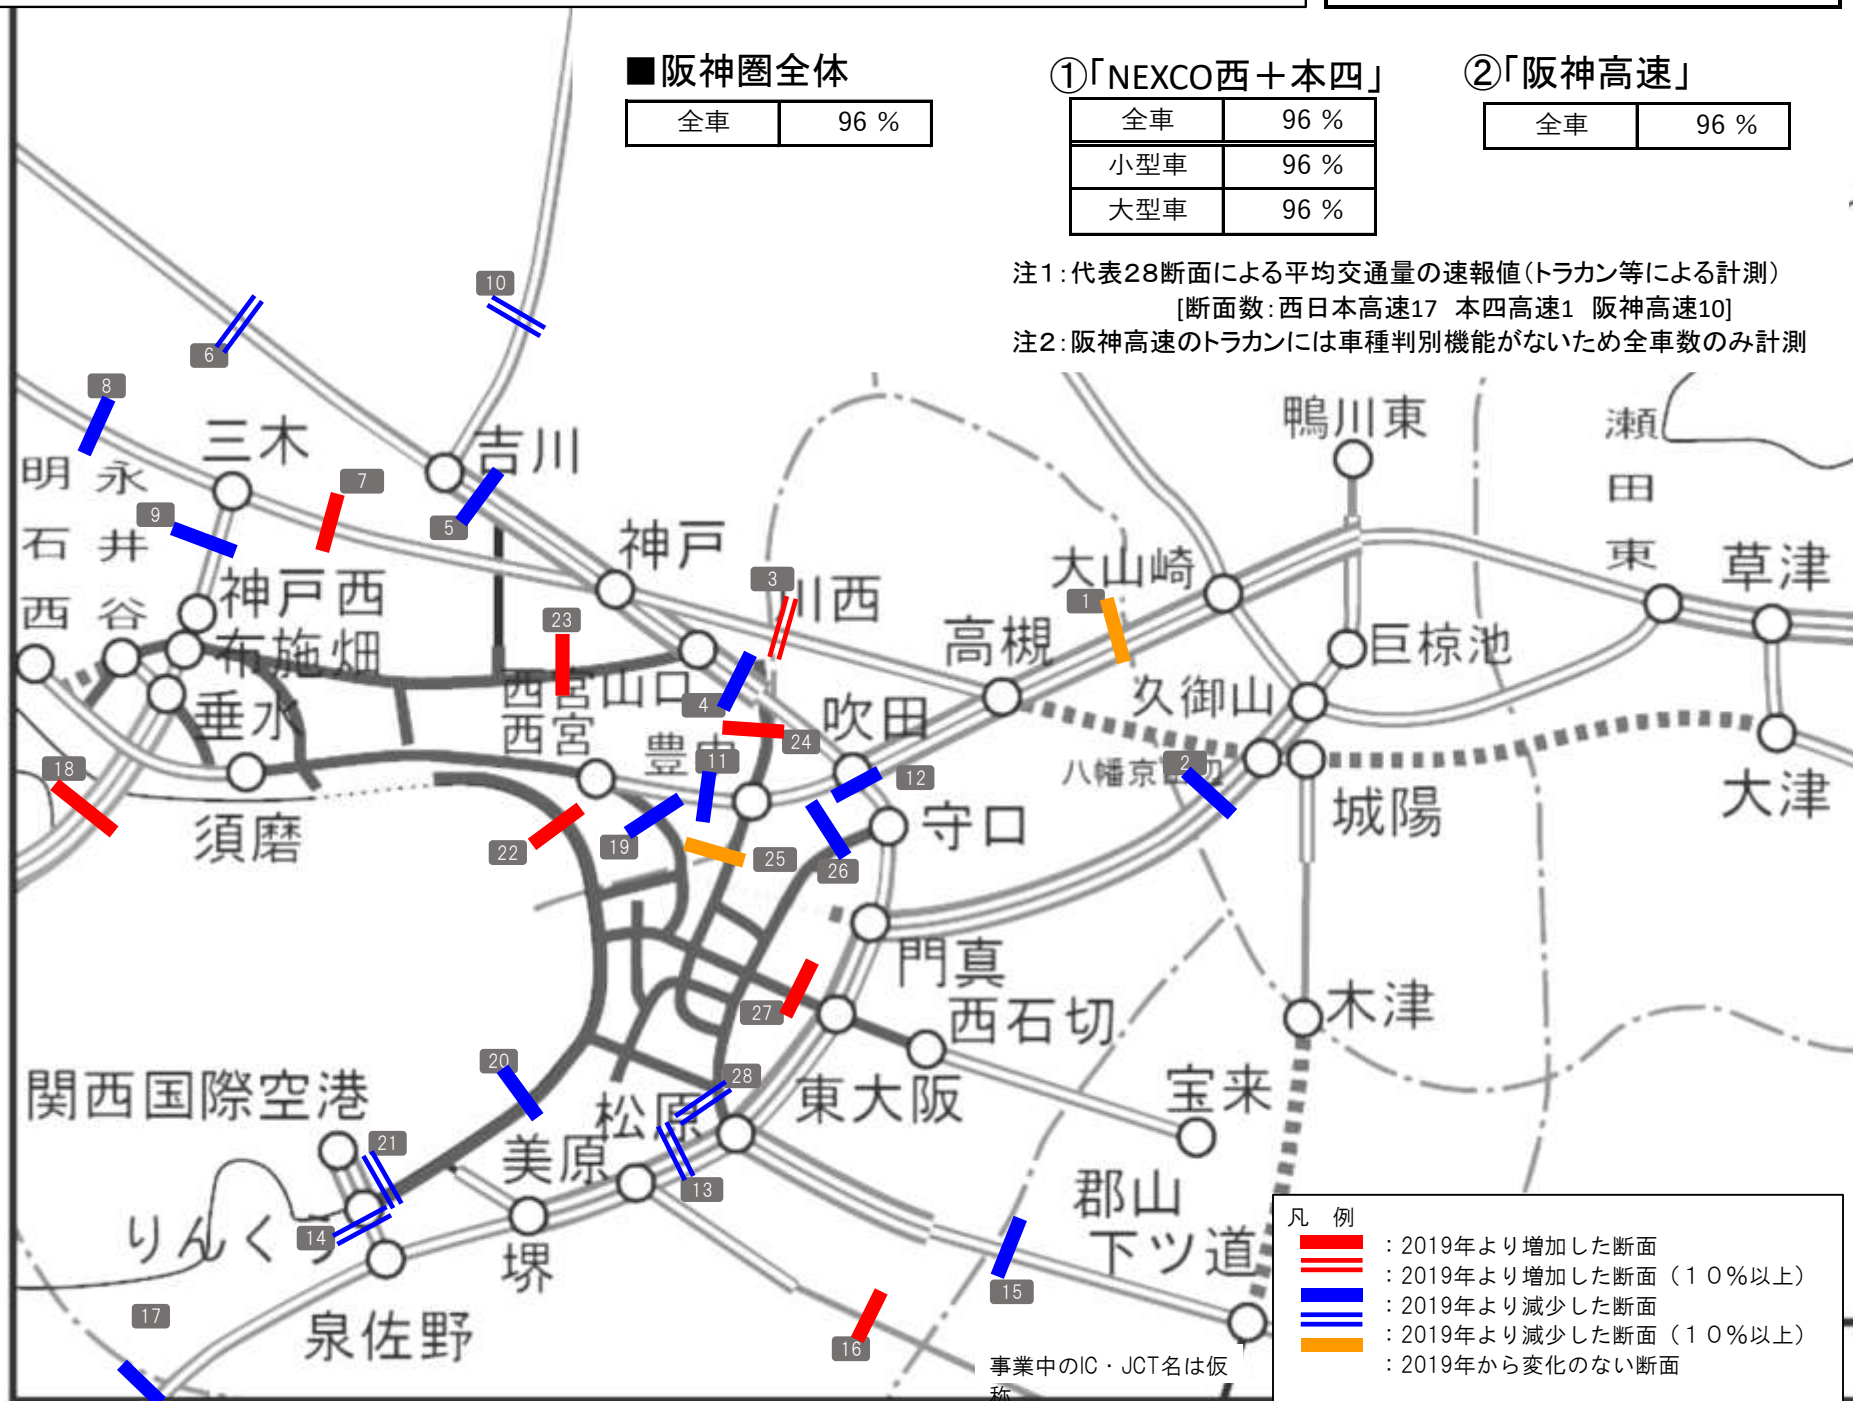 ■阪神圏全体
全車 96 %
①「NEXCO西＋本四」
全車 96 %
小型車 96 %
大型車 96 %
②「阪神高速」
全車 96 %
注1：代表28断面による平均交通量の速報値（トラカン等による計測）
[断面数：西日本高速17 本四高速1 阪神高速10]
注2：阪神高速のトラカンには車種判別機能がないため全車数のみ計測
10
6
8
三木
吉川
鴨川東
瀬田東
明石西
永井谷
7
9
5
神戸
大山崎
草津
神戸西
3
川西
1
布施畑
23
高槻
巨椋池
西宮山口
久御山
4
垂水
西宮
吹田
24
豊中
11
12
八幡京田辺
2
18
城陽
大津
須磨
22
19
守口
25
26
門真
27
西石切
木津
20
28
関西国際空港
松原
東大阪
宝来
21
美原
13
郡山
下ツ道
14
りんくう
堺
15
17
泉佐野
16
事業中のIC・JCT名は仮
称
凡 例
：2019年より増加した断面
：2019年より増加した断面（１０％以上）
：2019年より減少した断面
：2019年より減少した断面（１０％以上）
：2019年から変化のない断面